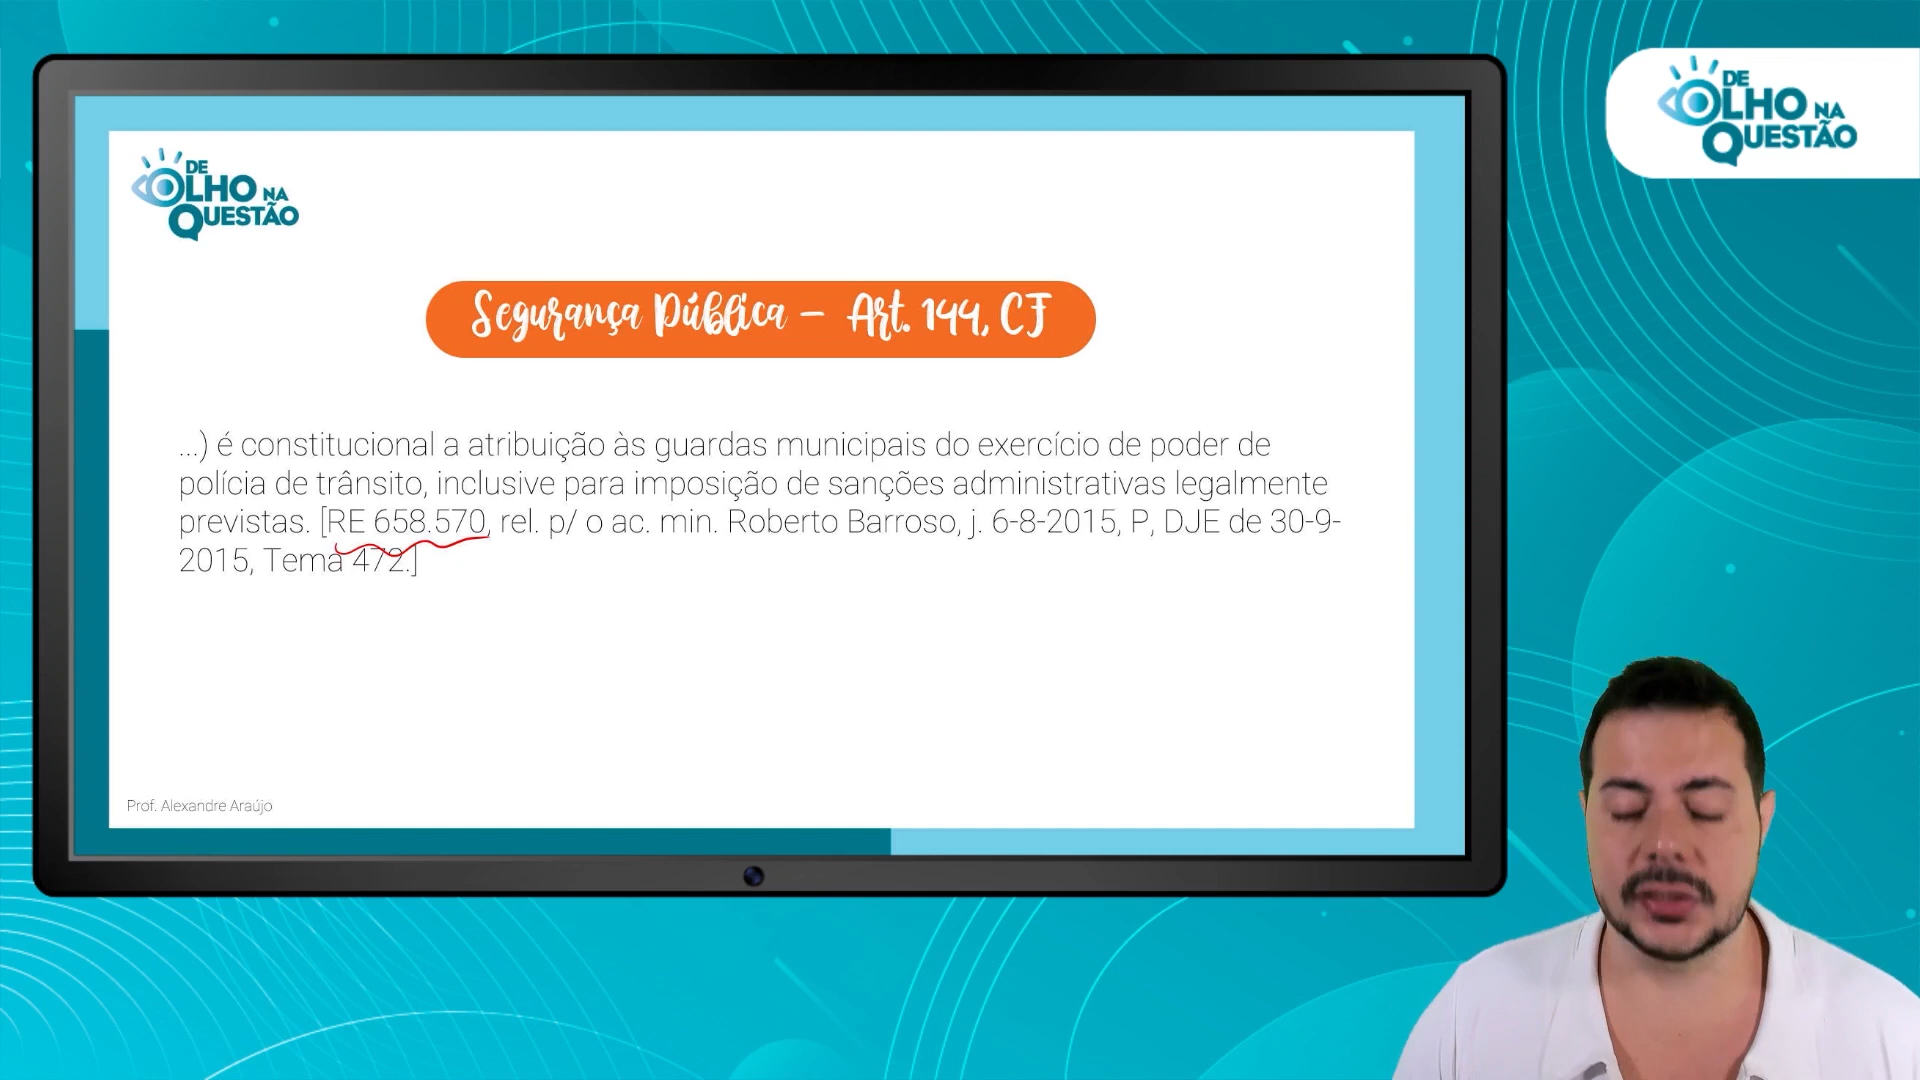 DE
OLHO NA
QUESTÃO
DE
OLHO NA
QUESTÃO
Segurança Pública – Art. 144, CF
...) é constitucional a atribuição às guardas municipais do exercício de poder de
polícia de trânsito, inclusive para imposição de sanções administrativas legalmente
previstas. [RE 658.570, rel. p/ o ac. min. Roberto Barroso, j. 6-8-2015, P, DJE de 30-9-
2015, Tema 472.]
Prof. Alexandre Araújo